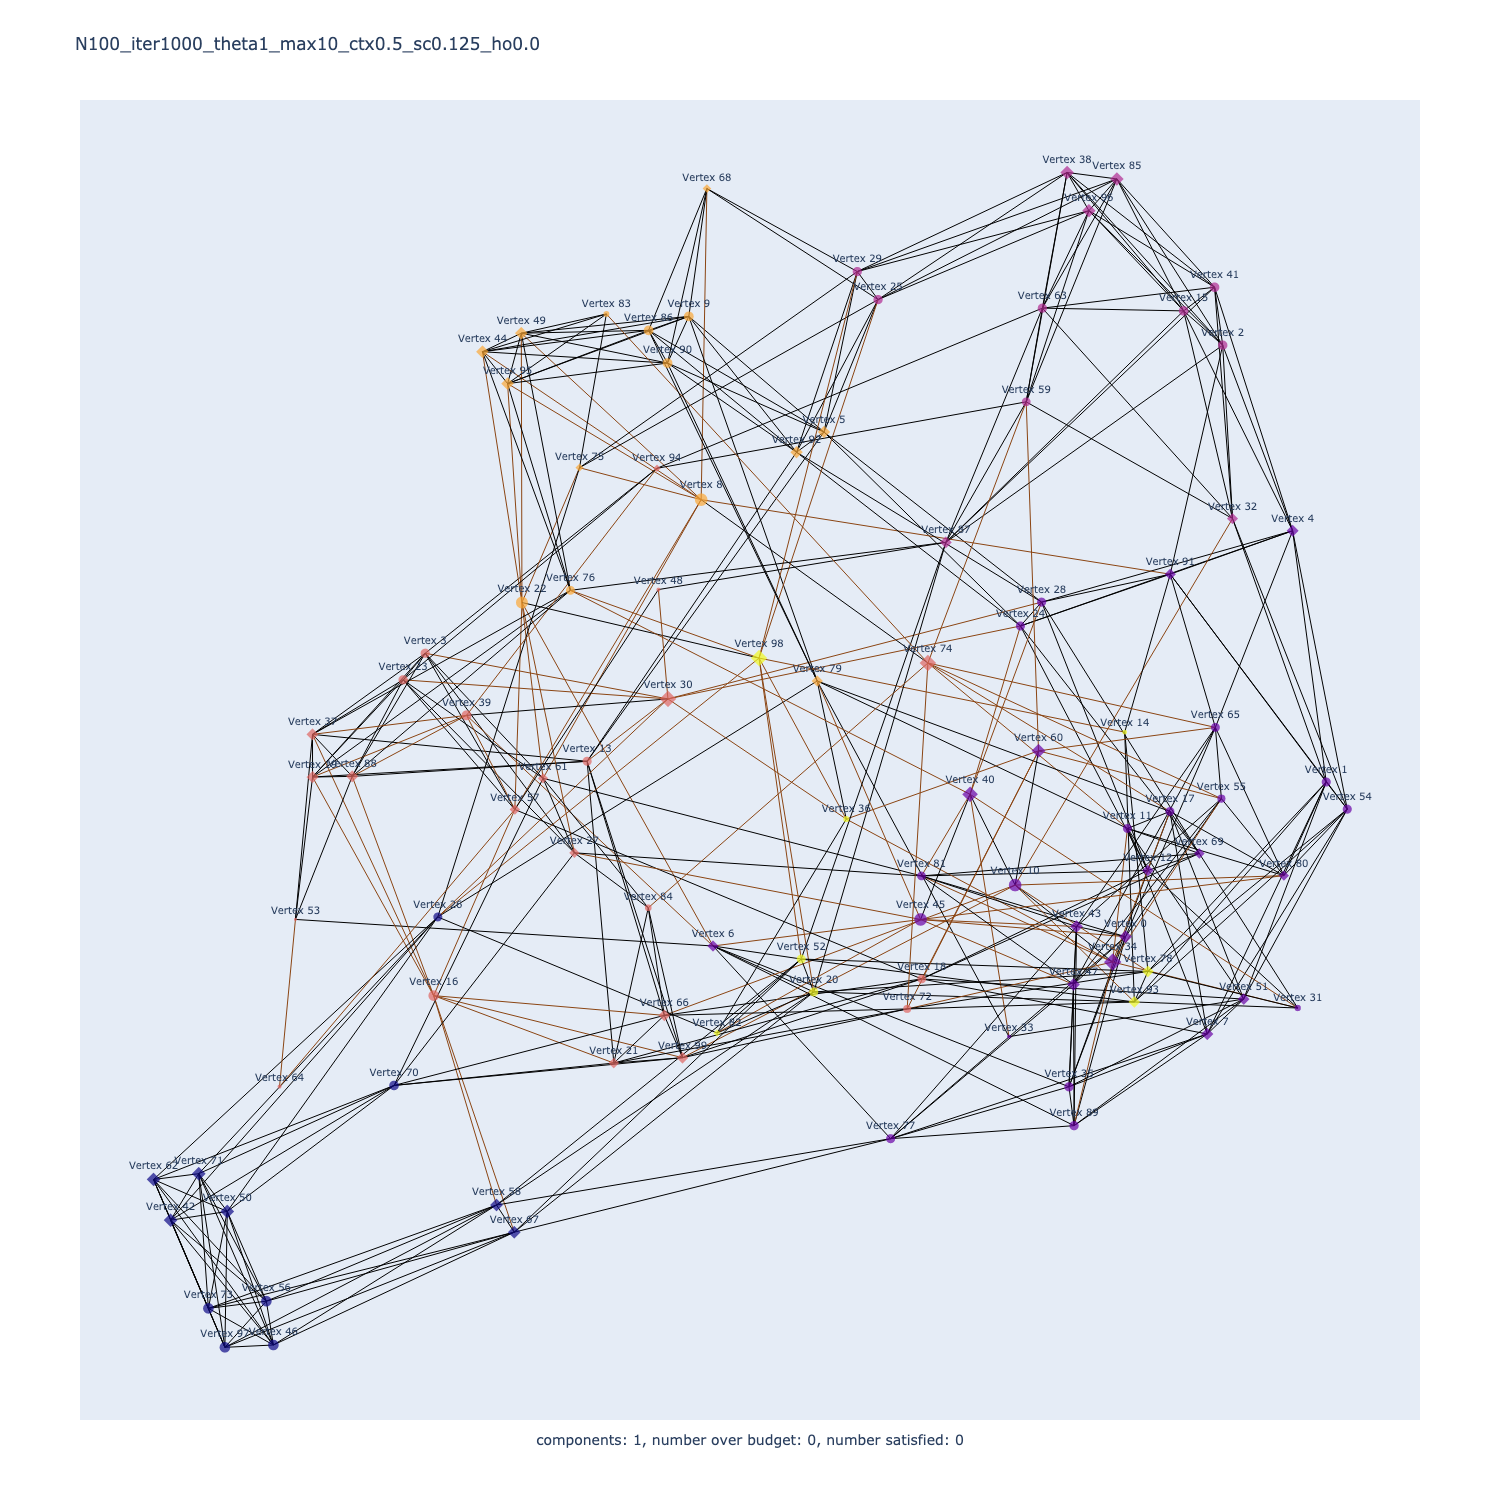 N100_iter1000_theta1_max10_ctx0.5_sc0.125_ho0.0
Vertex 38
Vertex 85
Vertex 68
Vertex 29
Vertex 41
Vertex 25
Vertex 63
Vertex 15
Vertex 83
Vertex 9
Vertex 86
Vertex 49
Vertex 44
Vertex 2
Vertex 90
Vertex 95
Vertex 59
Vertex 5
Vertex 92
Vertex 75
Vertex 94
Vertex 8
Vertex 32
Vertex 4
Vertex 87
Vertex 91
Vertex 76
Vertex 48
Vertex 22
Vertex 28
Vertex 24
Vertex 3
Vertex 98
Vertex 74
Vertex 23
Vertex 79
Vertex 30
Vertex 39
Vertex 37
Vertex 14
Vertex 65
Vertex 60
Vertex 13
Vertex 88
Vertex 61
Vertex 1
Vertex 40
Vertex 55
Vertex 54
Vertex 57
Vertex 36
Vertex 17
Vertex 11
Vertex 27
Vertex 69
Vertex 12
Vertex 81
Vertex 80
Vertex 10
Vertex 84
Vertex 53
Vertex 26
Vertex 45
Vertex 43
Vertex 0
Vertex 6
Vertex 52
Vertex 34
Vertex 78
Vertex 18
Vertex 16
Vertex 20
Vertex 47
Vertex 51
Vertex 93
Vertex 31
Vertex 72
Vertex 66
Vertex 82
Vertex 33
Vertex 7
Vertex 21
Vertex 99
Vertex 64
Vertex 70
Vertex 35
Vertex 89
Vertex 77
Vertex 62
Vertex 71
Vertex 58
Vertex 50
Vertex 42
Vertex 67
Vertex 56
Vertex 73
Vertex 97
Vertex 46
components: 1, number over budget: 0, number satisfied: 0